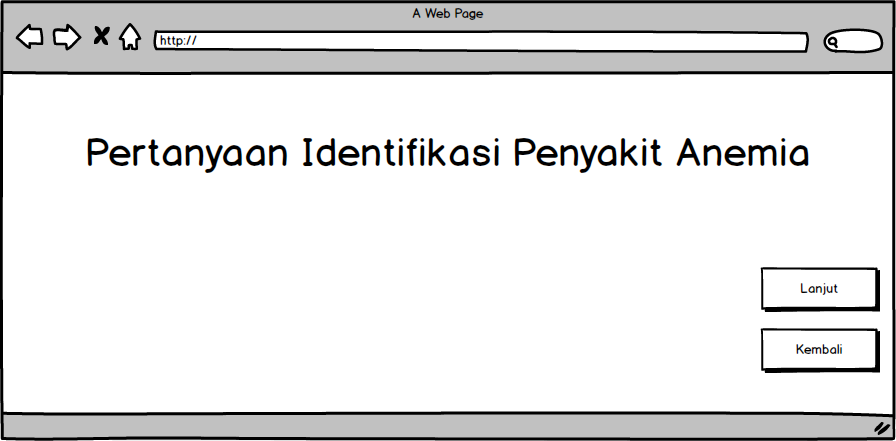 A Web Page
http://
Pertanyaan Identifikasi Penyakit Anemia
Lanjut
Kembali